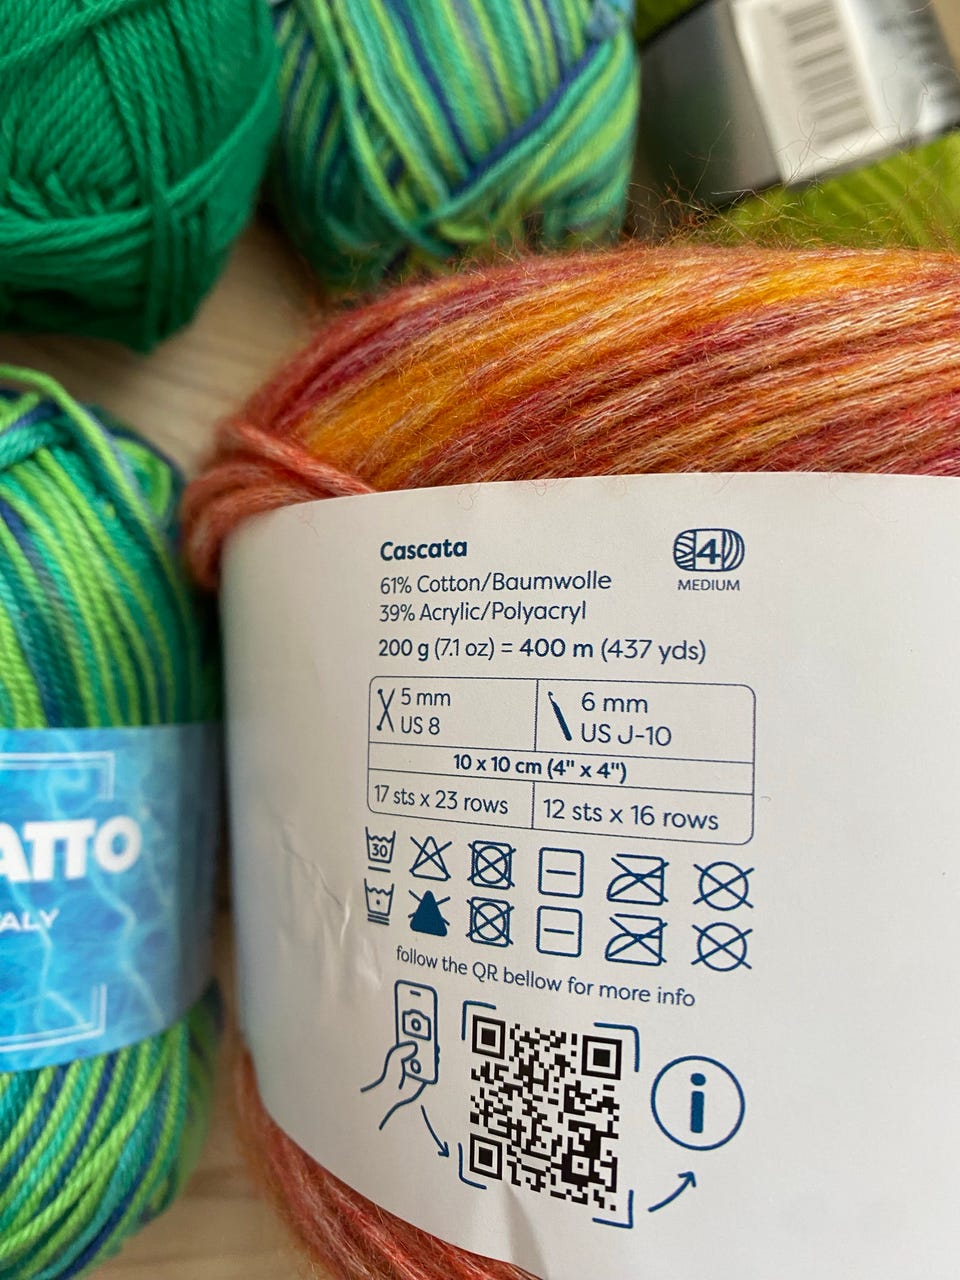 Cascata
4
MEDIUM
61% Cotton/Baumwolle
39% Acrylic/Polyacryl
200 g (7.1 oz) = 400 m (437 yds)
5 mm
US 8
6 mm
US J-10
10 x 10 cm (4" x 4")
17 sts x 23 rows
12 sts x 16 rows
30
follow the QR bellow for more info
i
ATTO
ALY